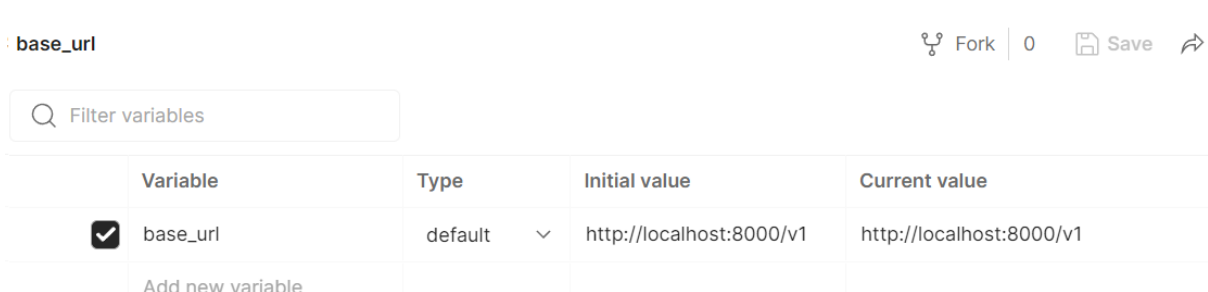 base_url Fork 0 Save
Filter variables
Variable Type Initial value Current value
base_url default http://localhost:8000/v1 http://localhost:8000/v1
Add new variable